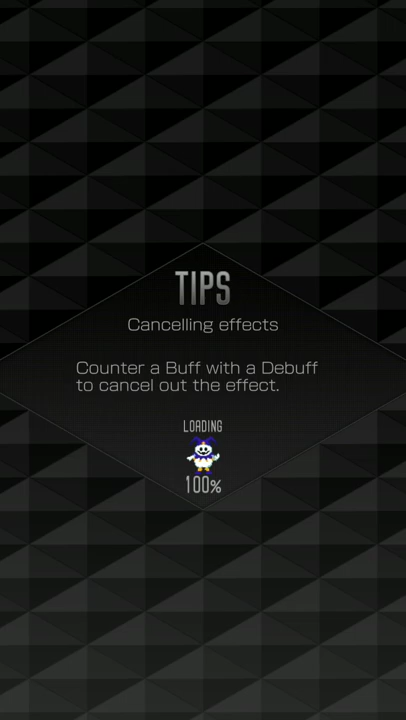 TIPS
Cancelling effects
Counter a Buff with a Debuff
to cancel out the effect.
LOADING
100%